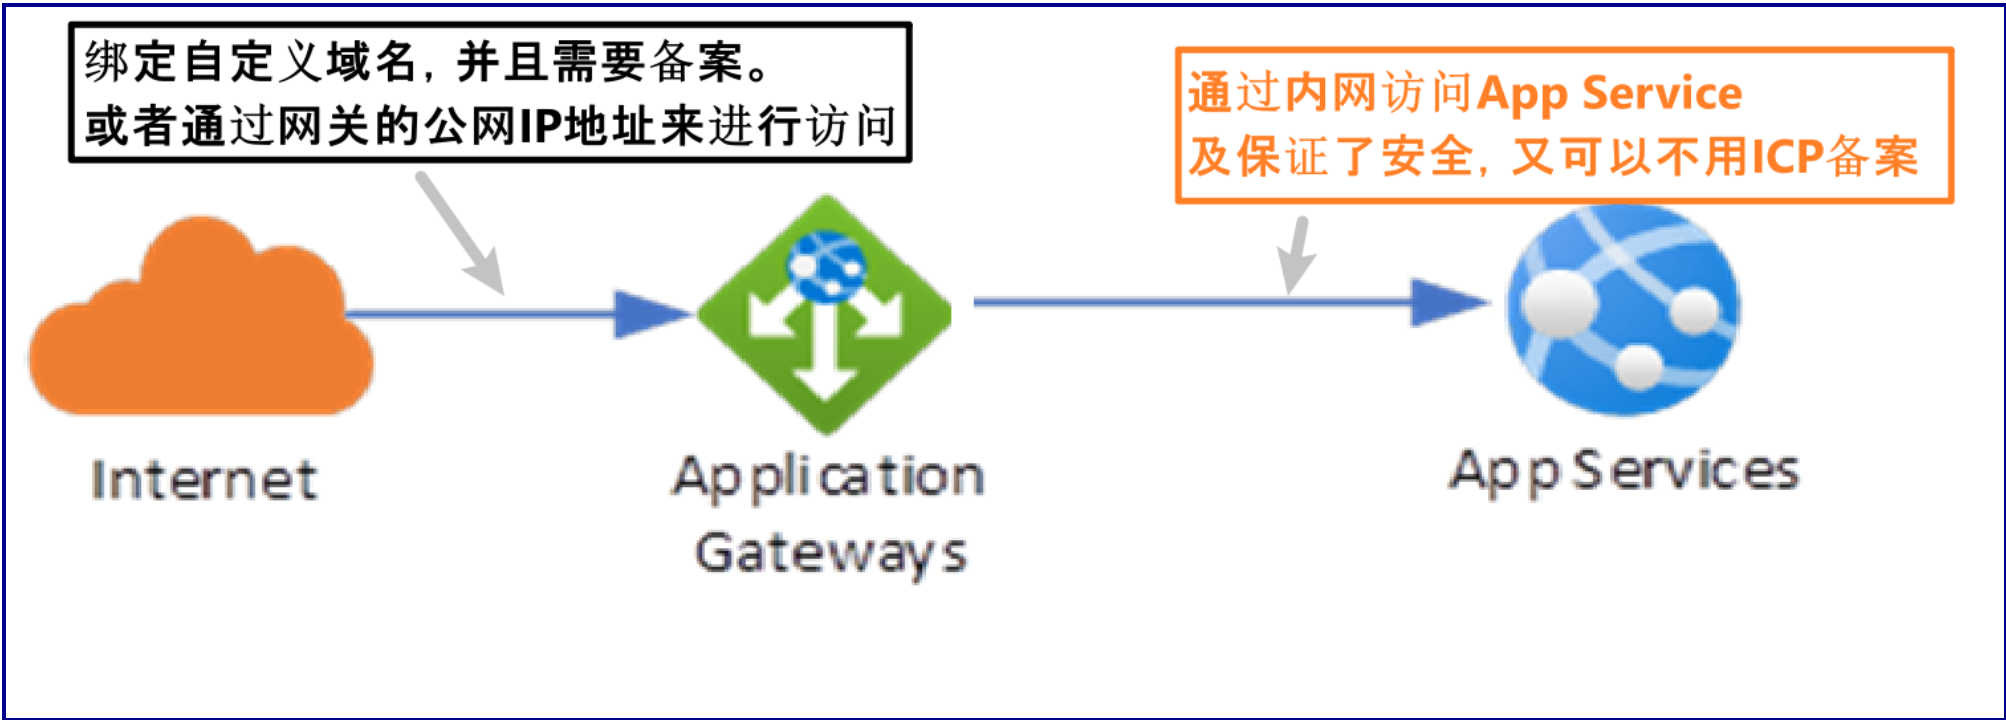 绑定自定义域名, 并且需要备案。
或者通过网关的公网IP地址来进行访问
通过内网访问App Service
及保证了安全, 又可以不用ICP备案
Internet
Application
Gateways
App Services